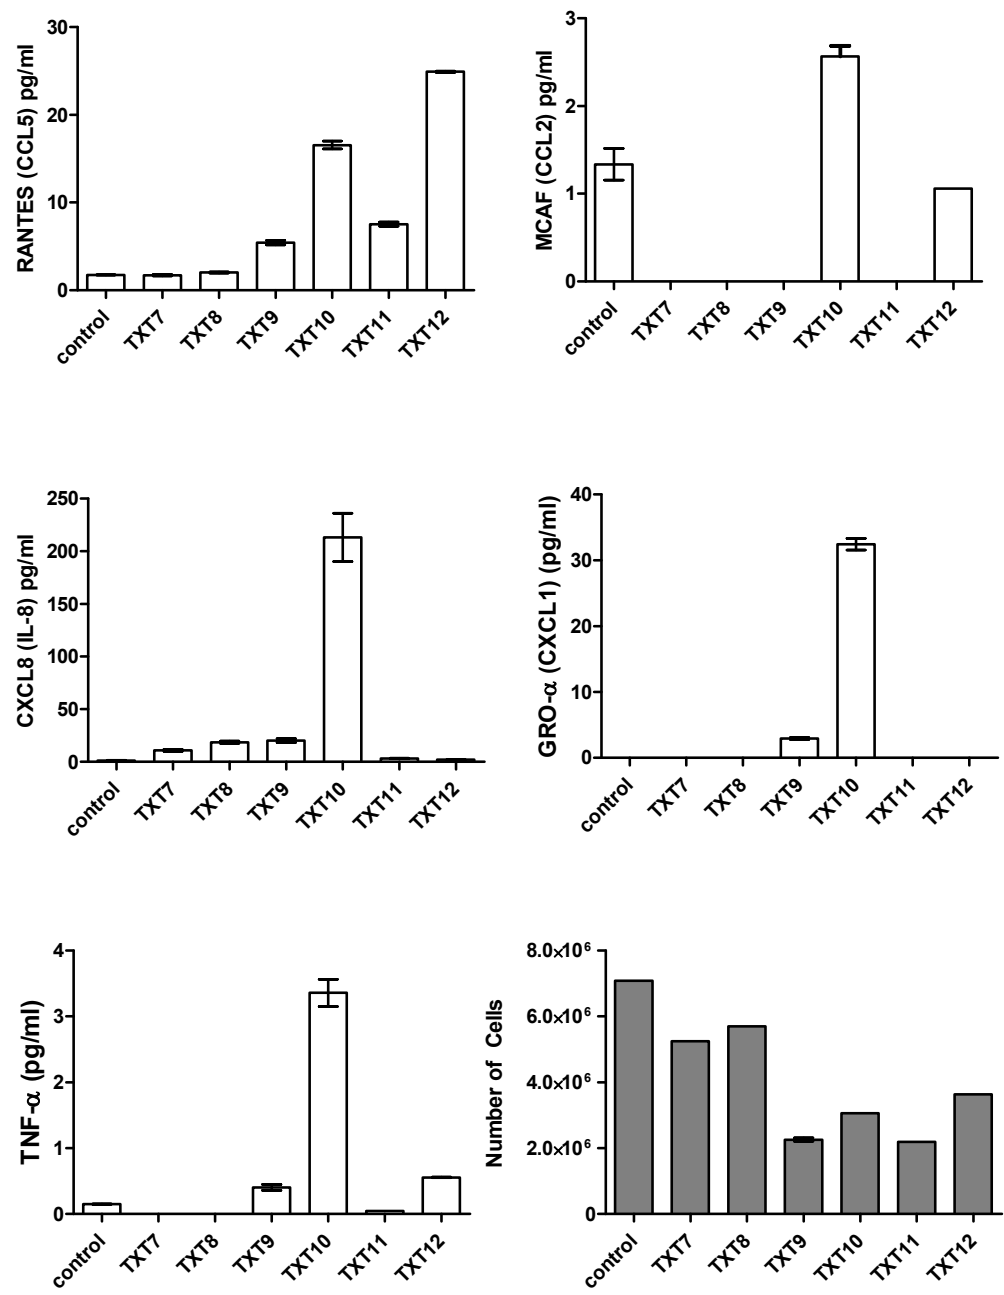 RANTES (CCL5) pg/ml
30
20
10
0
control TXT7 TXT8 TXT9 TXT10 TXT11 TXT12
MCAF (CCL2) pg/ml
3
2
1
0
control TXT7 TXT8 TXT9 TXT10 TXT11 TXT12
CXCL8 (IL-8) pg/ml
250
200
150
100
50
0
control TXT7 TXT8 TXT9 TXT10 TXT11 TXT12
GRO-α (CXCL1) (pg/ml)
40
30
20
10
0
control TXT7 TXT8 TXT9 TXT10 TXT11 TXT12
TNF-α (pg/ml)
4
3
2
1
0
control TXT7 TXT8 TXT9 TXT10 TXT11 TXT12
Number of Cells
8.0×10⁶
6.0×10⁶
4.0×10⁶
2.0×10⁶
0
control TXT7 TXT8 TXT9 TXT10 TXT11 TXT12